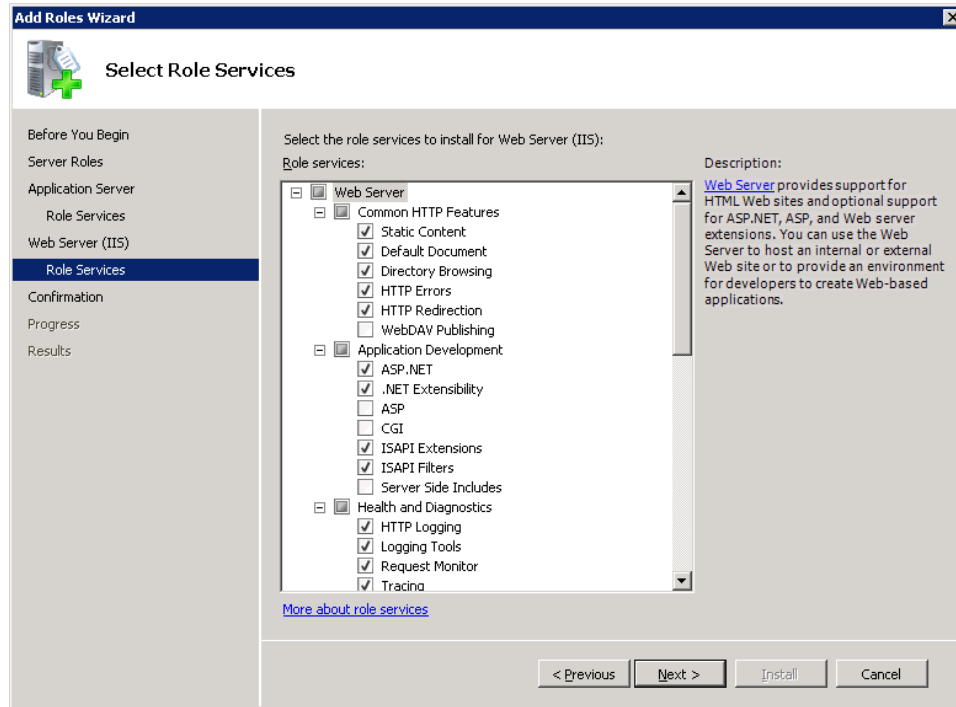 Add Roles Wizard
Select Role Services
Before You Begin
Server Roles
Application Server
Role Services
Web Server (IIS)
Role Services
Confirmation
Progress
Results
Select the role services to install for Web Server (IIS):
Role services:
Web Server
Common HTTP Features
Static Content
Default Document
Directory Browsing
HTTP Errors
HTTP Redirection
WebDAV Publishing
Application Development
ASP.NET
.NET Extensibility
ASP
CGI
ISAPI Extensions
ISAPI Filters
Server Side Includes
Health and Diagnostics
HTTP Logging
Logging Tools
Request Monitor
Tracing
More about role services
Description:
Web Server provides support for
HTML Web sites and optional support
for ASP.NET, ASP, and Web server
extensions. You can use the Web
Server to host an internal or external
Web site or to provide an environment
for developers to create Web-based
applications.
< Previous
Next >
Install
Cancel